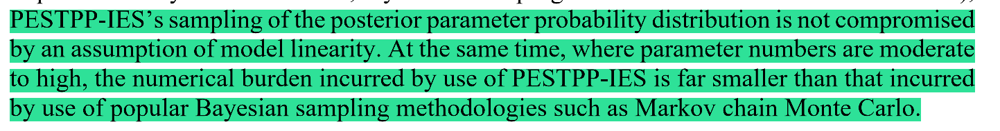 PESTPP-IES’s sampling of the posterior parameter probability distribution is not compromised
by an assumption of model linearity. At the same time, where parameter numbers are moderate
to high, the numerical burden incurred by use of PESTPP-IES is far smaller than that incurred
by use of popular Bayesian sampling methodologies such as Markov chain Monte Carlo.